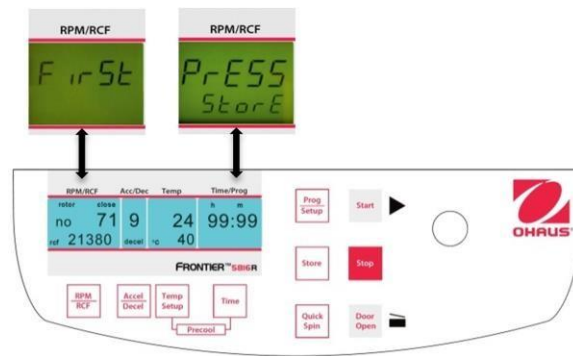 RPM/RCF
RPM/RCF
FirSt
PrESS
StorE
RPM/RCF Acc/Dec Temp Time/Prog
rotor close h m
no 71 9 24 99:99
rcf 21380 decel °C 40
FRONTIER™ 5816R
RPM
RCF
Accel
Decel
Temp
Setup
Time
Precool
Prog
Setup
Start
Store
Stop
Quick
Spin
Door
Open
OHAUS